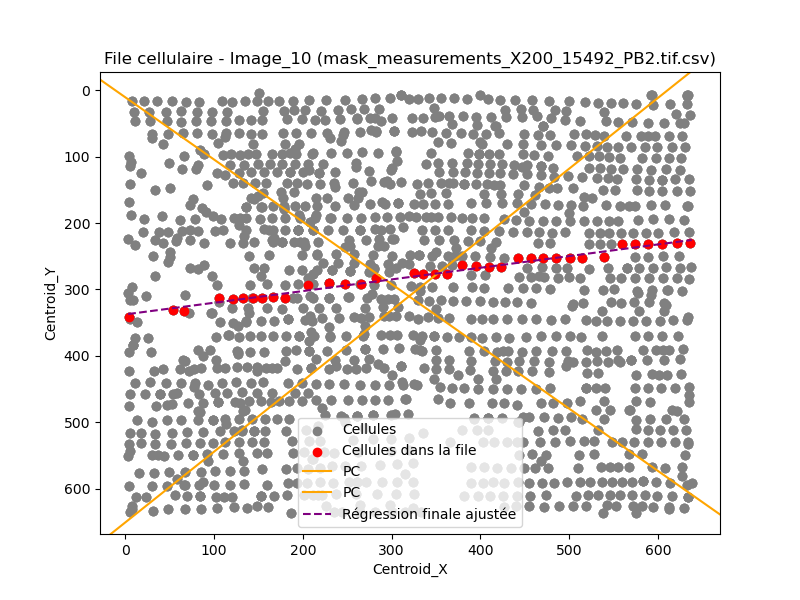 File cellulaire - Image_10 (mask_measurements_X200_15492_PB2.tif.csv)
0
100
200
300
400
500
600
Centroid_Y
Cellules
Cellules dans la file
PC
PC
Régression finale ajustée
0 100 200 300 400 500 600
Centroid_X